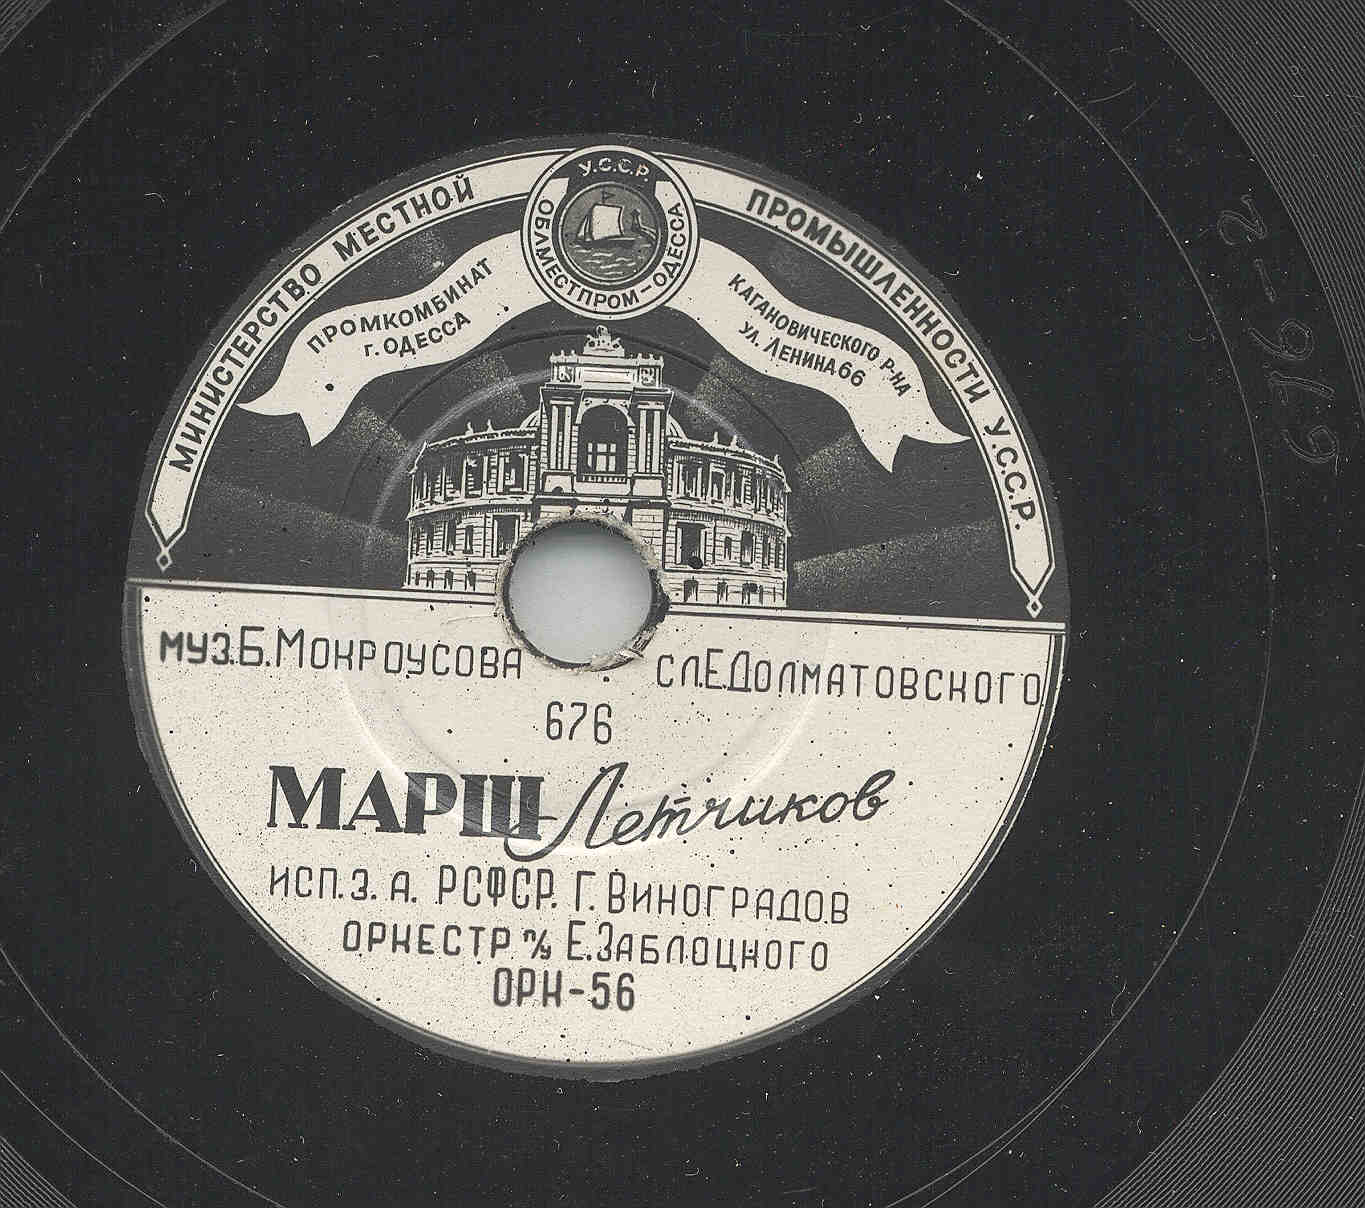 У.С.С.Р.
ОБЛМЕСТПРОМ-ОДЕССА
МИНИСТЕРСТВО МЕСТНОЙ ПРОМЫШЛЕННОСТИ У.С.С.Р.
ПРОМКОМБИНАТ
Г. ОДЕССА
КАГАНОВИЧЕСКОГО Р-НА
УЛ. ЛЕНИНА 66
МУЗ.Б.МОКРОУСОВА СЛ.Е.ДОЛМАТОВСКОГО
676
МАРШ Летчиков
ИСП. З. А. РСФСР. Г. ВИНОГРАДОВ
ОРКЕСТР П/У Е.ЗАБЛОЦКОГО
ОРК-56
676-2